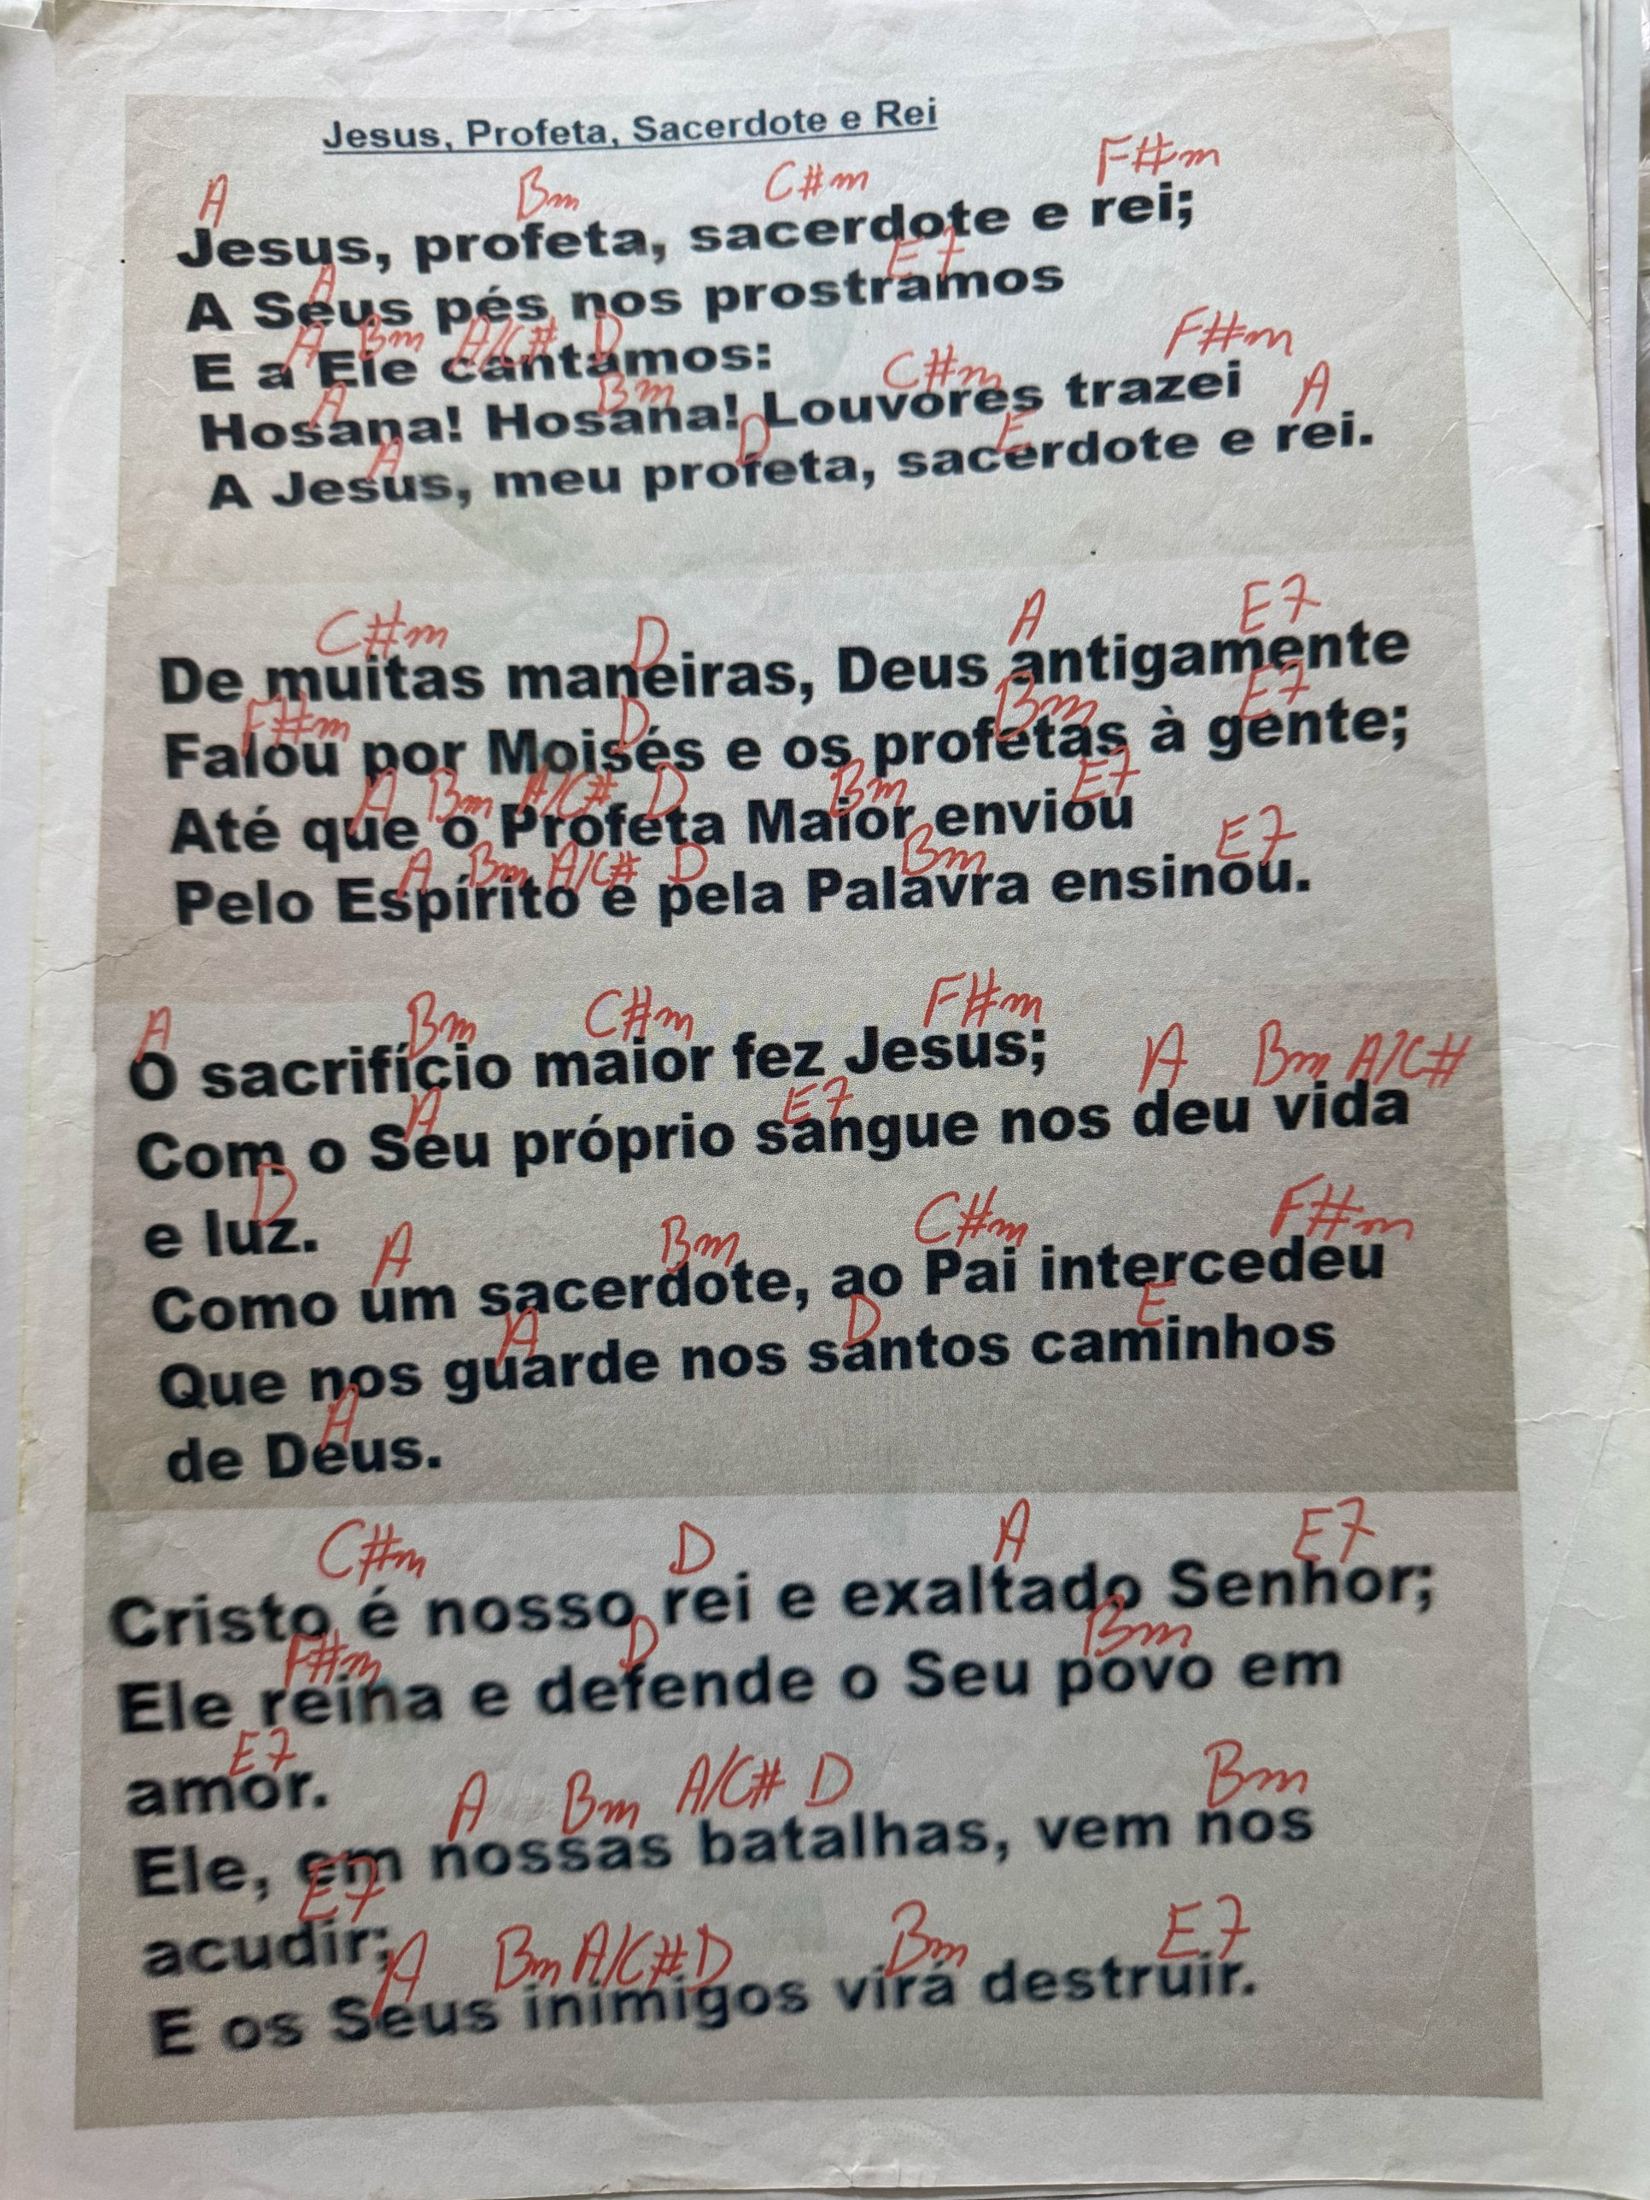 Jesus, Profeta, Sacerdote e Rei
A Bm C#m F#m
Jesus, profeta, sacerdote e rei;
A E7
A Seus pés nos prostramos
A Bm A/C# D
E a Ele cantamos:
A Bm C#m F#m
Hosana! Hosana! Louvores trazei
A D E A
A Jesus, meu profeta, sacerdote e rei.
C#m D A E7
De muitas maneiras, Deus antigamente
F#m D Bm E7
Falou por Moisés e os profetas à gente;
A Bm A/C# D Bm E7
Até que o Profeta Maior enviou
A Bm A/C# D Bm E7
Pelo Espírito e pela Palavra ensinou.
A Bm C#m F#m
O sacrifício maior fez Jesus;
A E7 A Bm A/C#
Com o Seu próprio sangue nos deu vida
D
e luz.
A Bm C#m F#m
Como um sacerdote, ao Pai intercedeu
A D E
Que nos guarde nos santos caminhos
A
de Deus.
C#m D A E7
Cristo é nosso rei e exaltado Senhor;
F#m D Bm
Ele reina e defende o Seu povo em
E7
amor.
A Bm A/C# D Bm
Ele, em nossas batalhas, vem nos
E7
acudir;
A Bm A/C# D Bm E7
E os Seus inimigos virá destruir.